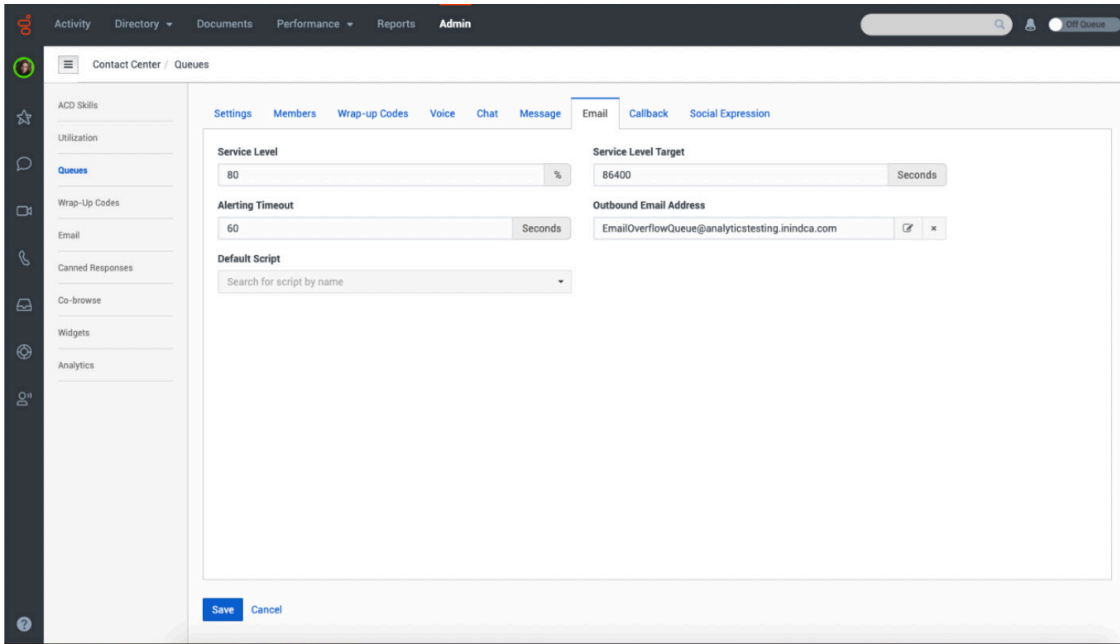 Activity Directory Documents Performance Reports Admin Off Queue
Contact Center / Queues
ACD Skills
Utilization
Queues
Wrap-Up Codes
Email
Canned Responses
Co-browse
Widgets
Analytics
Settings Members Wrap-up Codes Voice Chat Message Email Callback Social Expression
Service Level Service Level Target
80 % 86400 Seconds
Alerting Timeout Outbound Email Address
60 Seconds EmailOverflowQueue@analyticstesting.inindca.com
Default Script
Search for script by name
Save Cancel